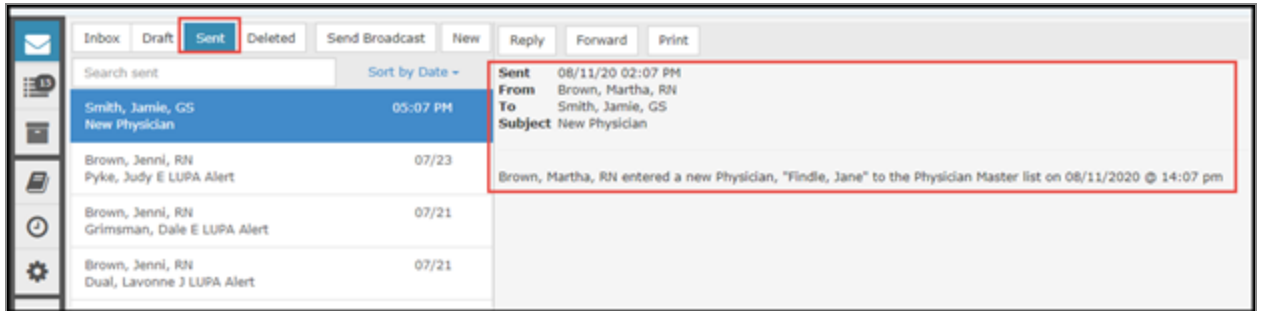 Inbox Draft Sent Deleted Send Broadcast New Reply Forward Print
Search sent Sort by Date
13
Smith, Jamie, GS 05:07 PM
New Physician
Brown, Jenni, RN 07/23
Pyke, Judy E LUPA Alert
Brown, Jenni, RN 07/21
Grimsman, Dale E LUPA Alert
Brown, Jenni, RN 07/21
Dual, Lavonne J LUPA Alert
Sent 08/11/20 02:07 PM
From Brown, Martha, RN
To Smith, Jamie, GS
Subject New Physician
Brown, Martha, RN entered a new Physician, "Findle, Jane" to the Physician Master list on 08/11/2020 @ 14:07 pm